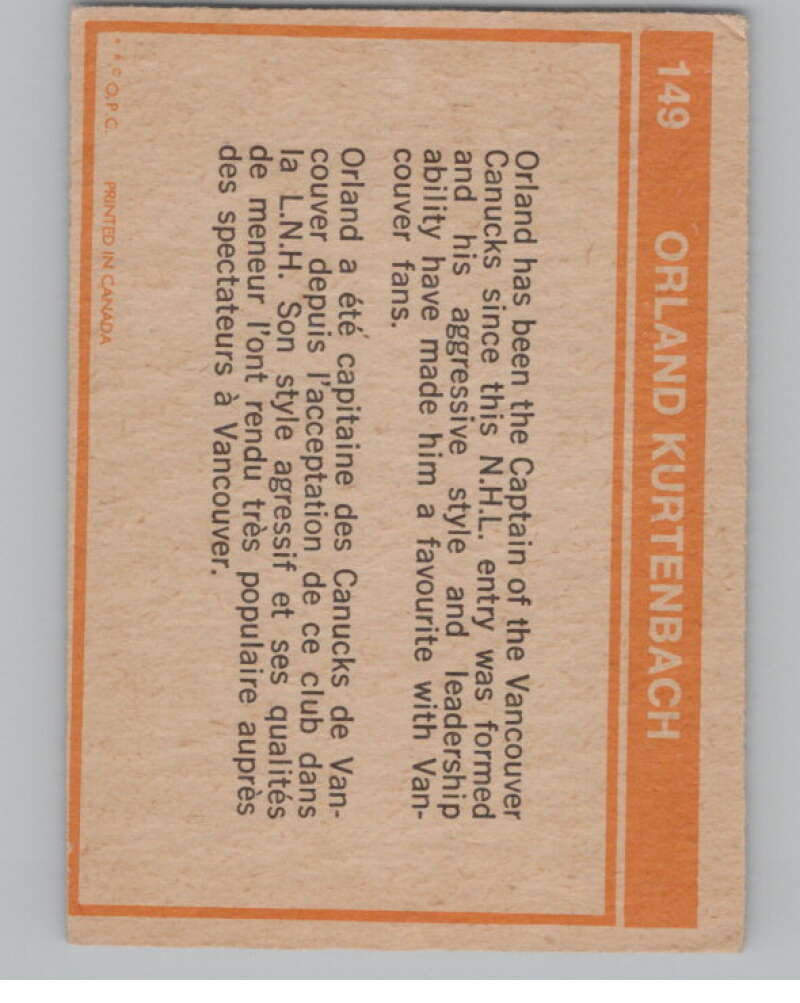 149 ORLAND KURTENBACH
Orland has been the Captain of the Vancouver
Canucks since this N.H.L. entry was formed
and his aggressive style and leadership
ability have made him a favourite with Van-
couver fans.
Orland a été capitaine des Canucks de Van-
couver depuis l'acceptation de ce club dans
la L.N.H. Son style agressif et ses qualités
de meneur l'ont rendu très populaire auprès
des spectateurs à Vancouver.
* * © O.P.C. PRINTED IN CANADA